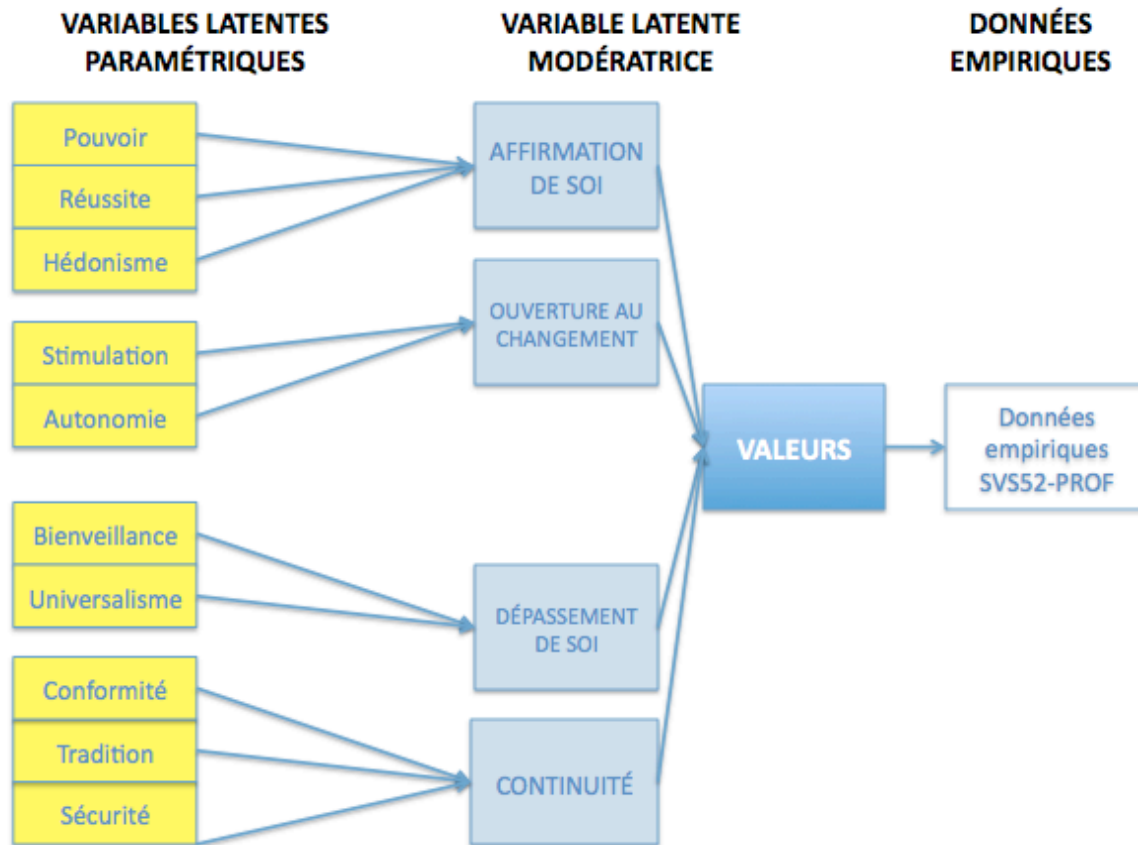 VARIABLES LATENTES
PARAMÉTRIQUES
VARIABLE LATENTE
MODÉRATRICE
DONNÉES
EMPIRIQUES
Pouvoir
Réussite
Hédonisme
Stimulation
Autonomie
Bienveillance
Universalisme
Conformité
Tradition
Sécurité
AFFIRMATION
DE SOI
OUVERTURE AU
CHANGEMENT
DÉPASSEMENT
DE SOI
CONTINUITÉ
VALEURS
Données
empiriques
SVS52-PROF